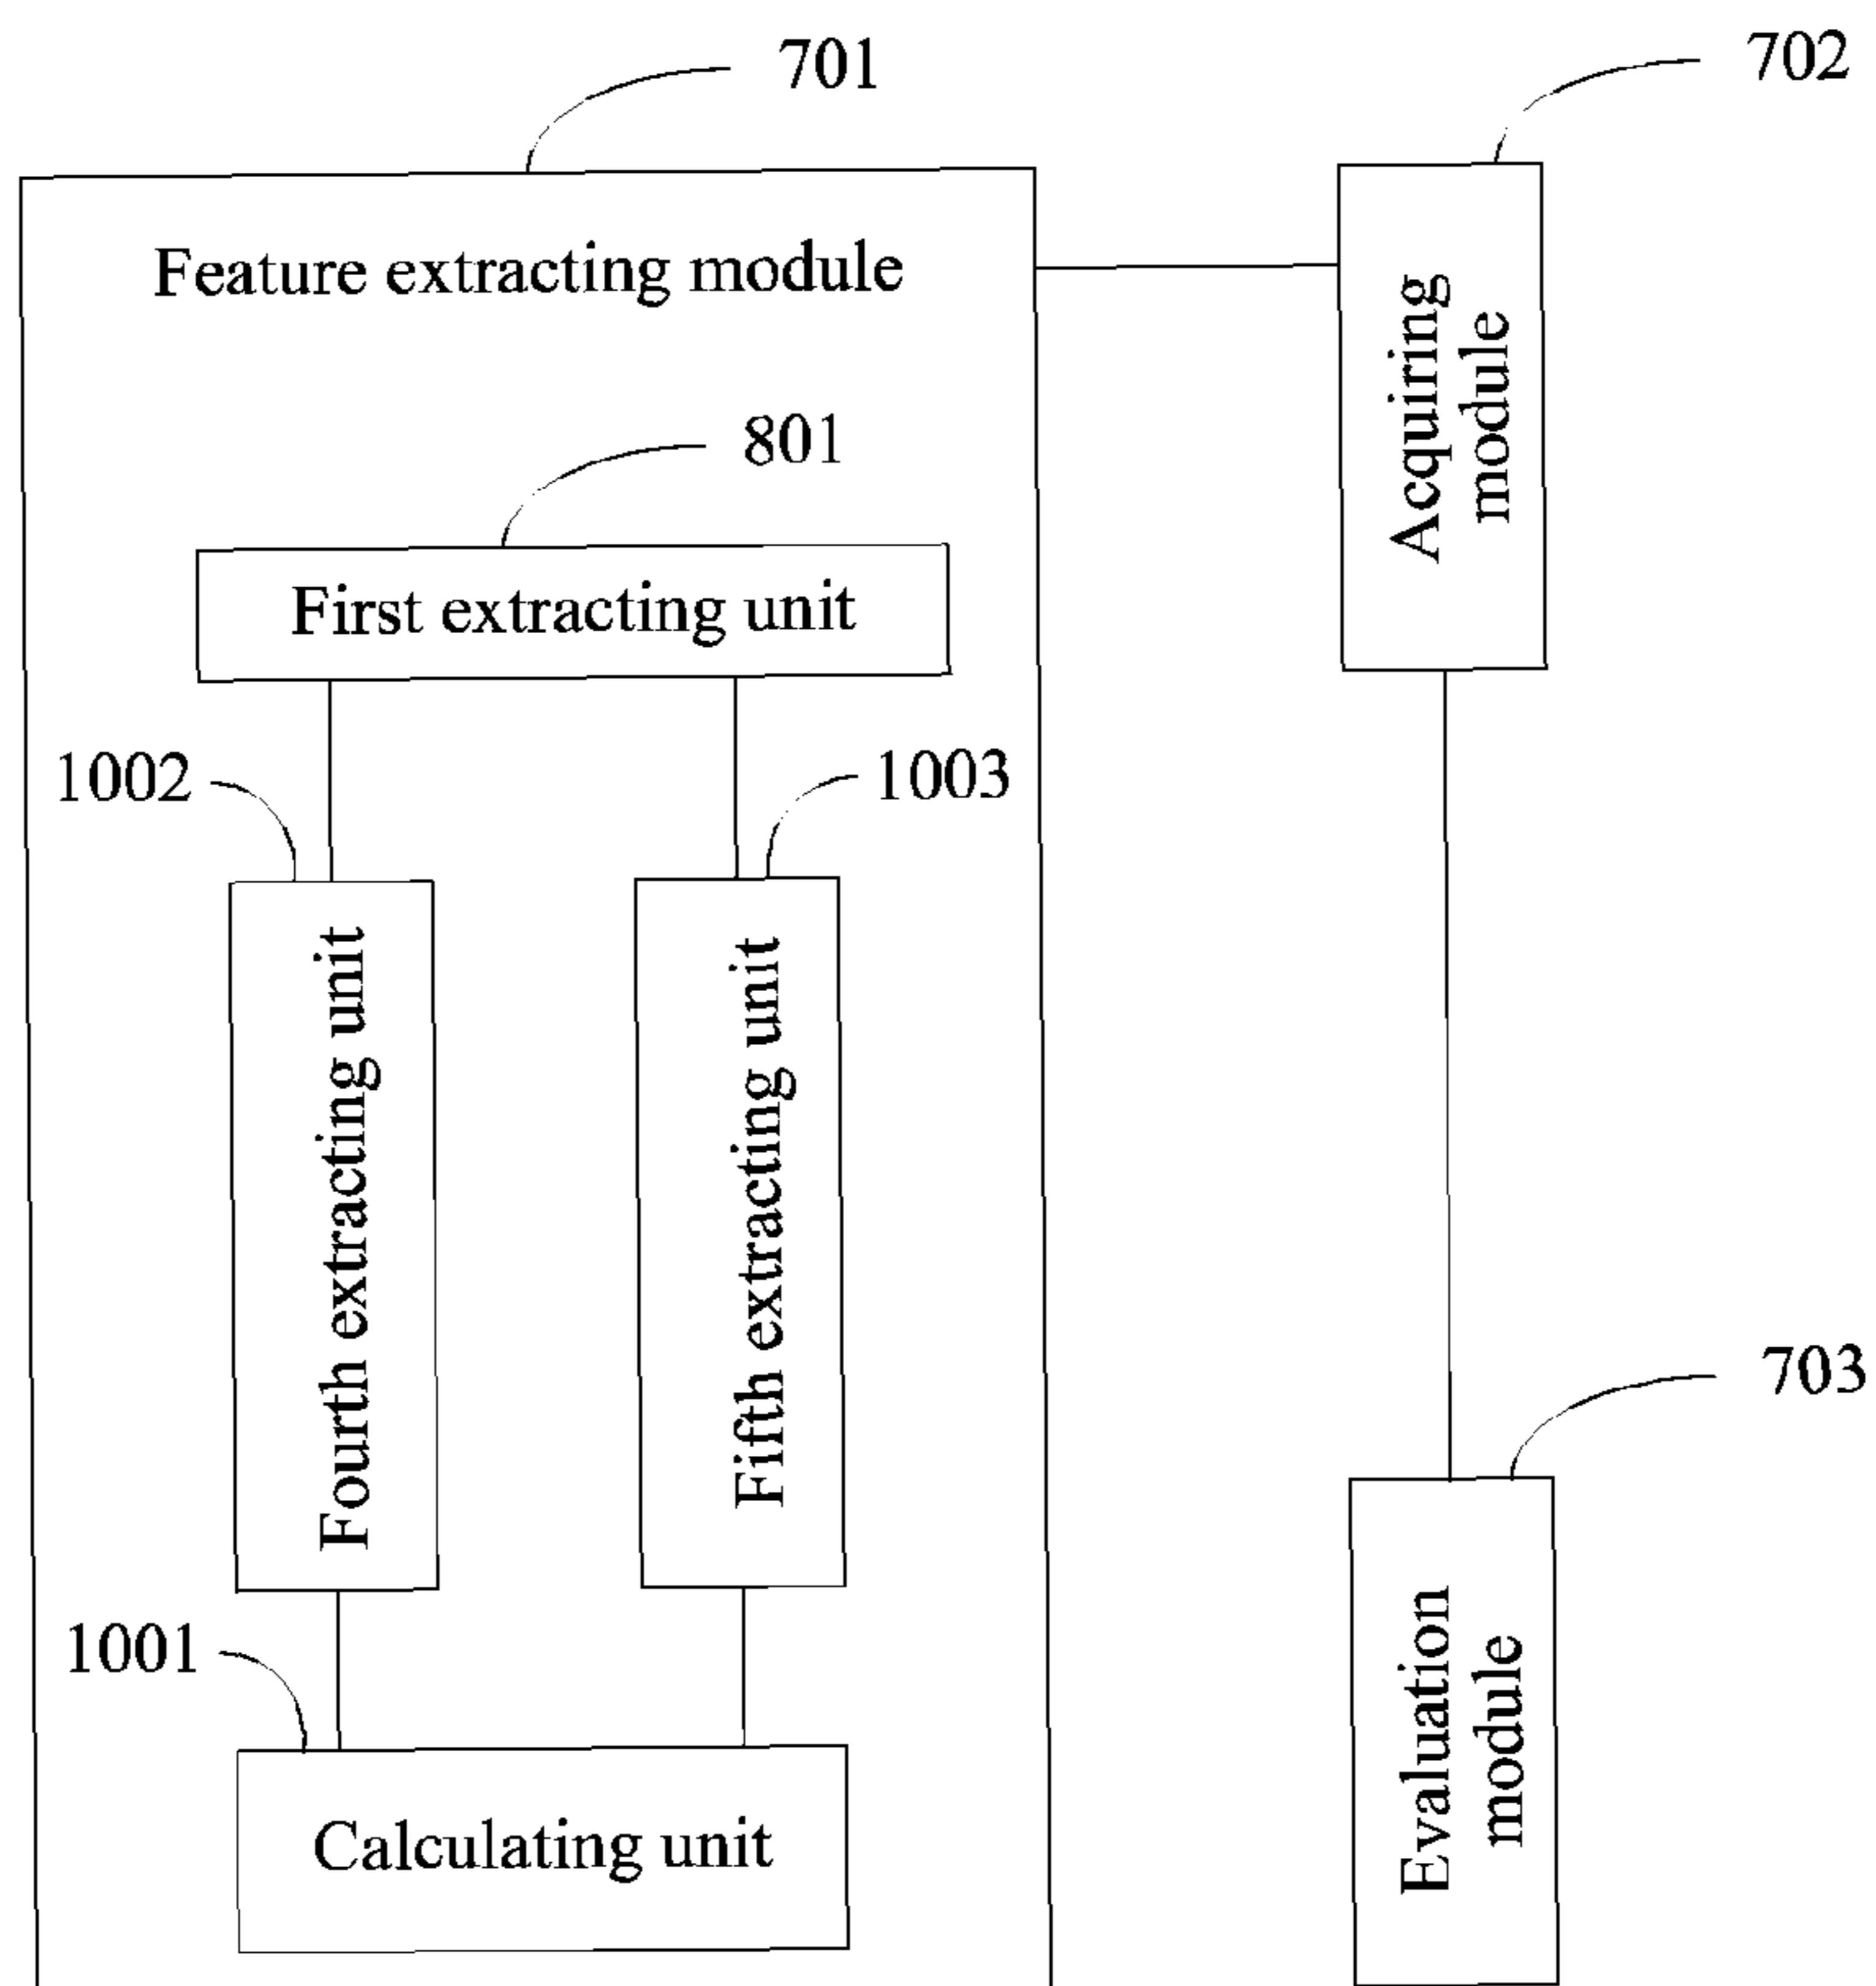 701
702
Feature extracting module
Acquiring
module
801
First extracting unit
1002
1003
Fourth extracting unit
Fifth extracting unit
703
1001
Evaluation
module
Calculating unit